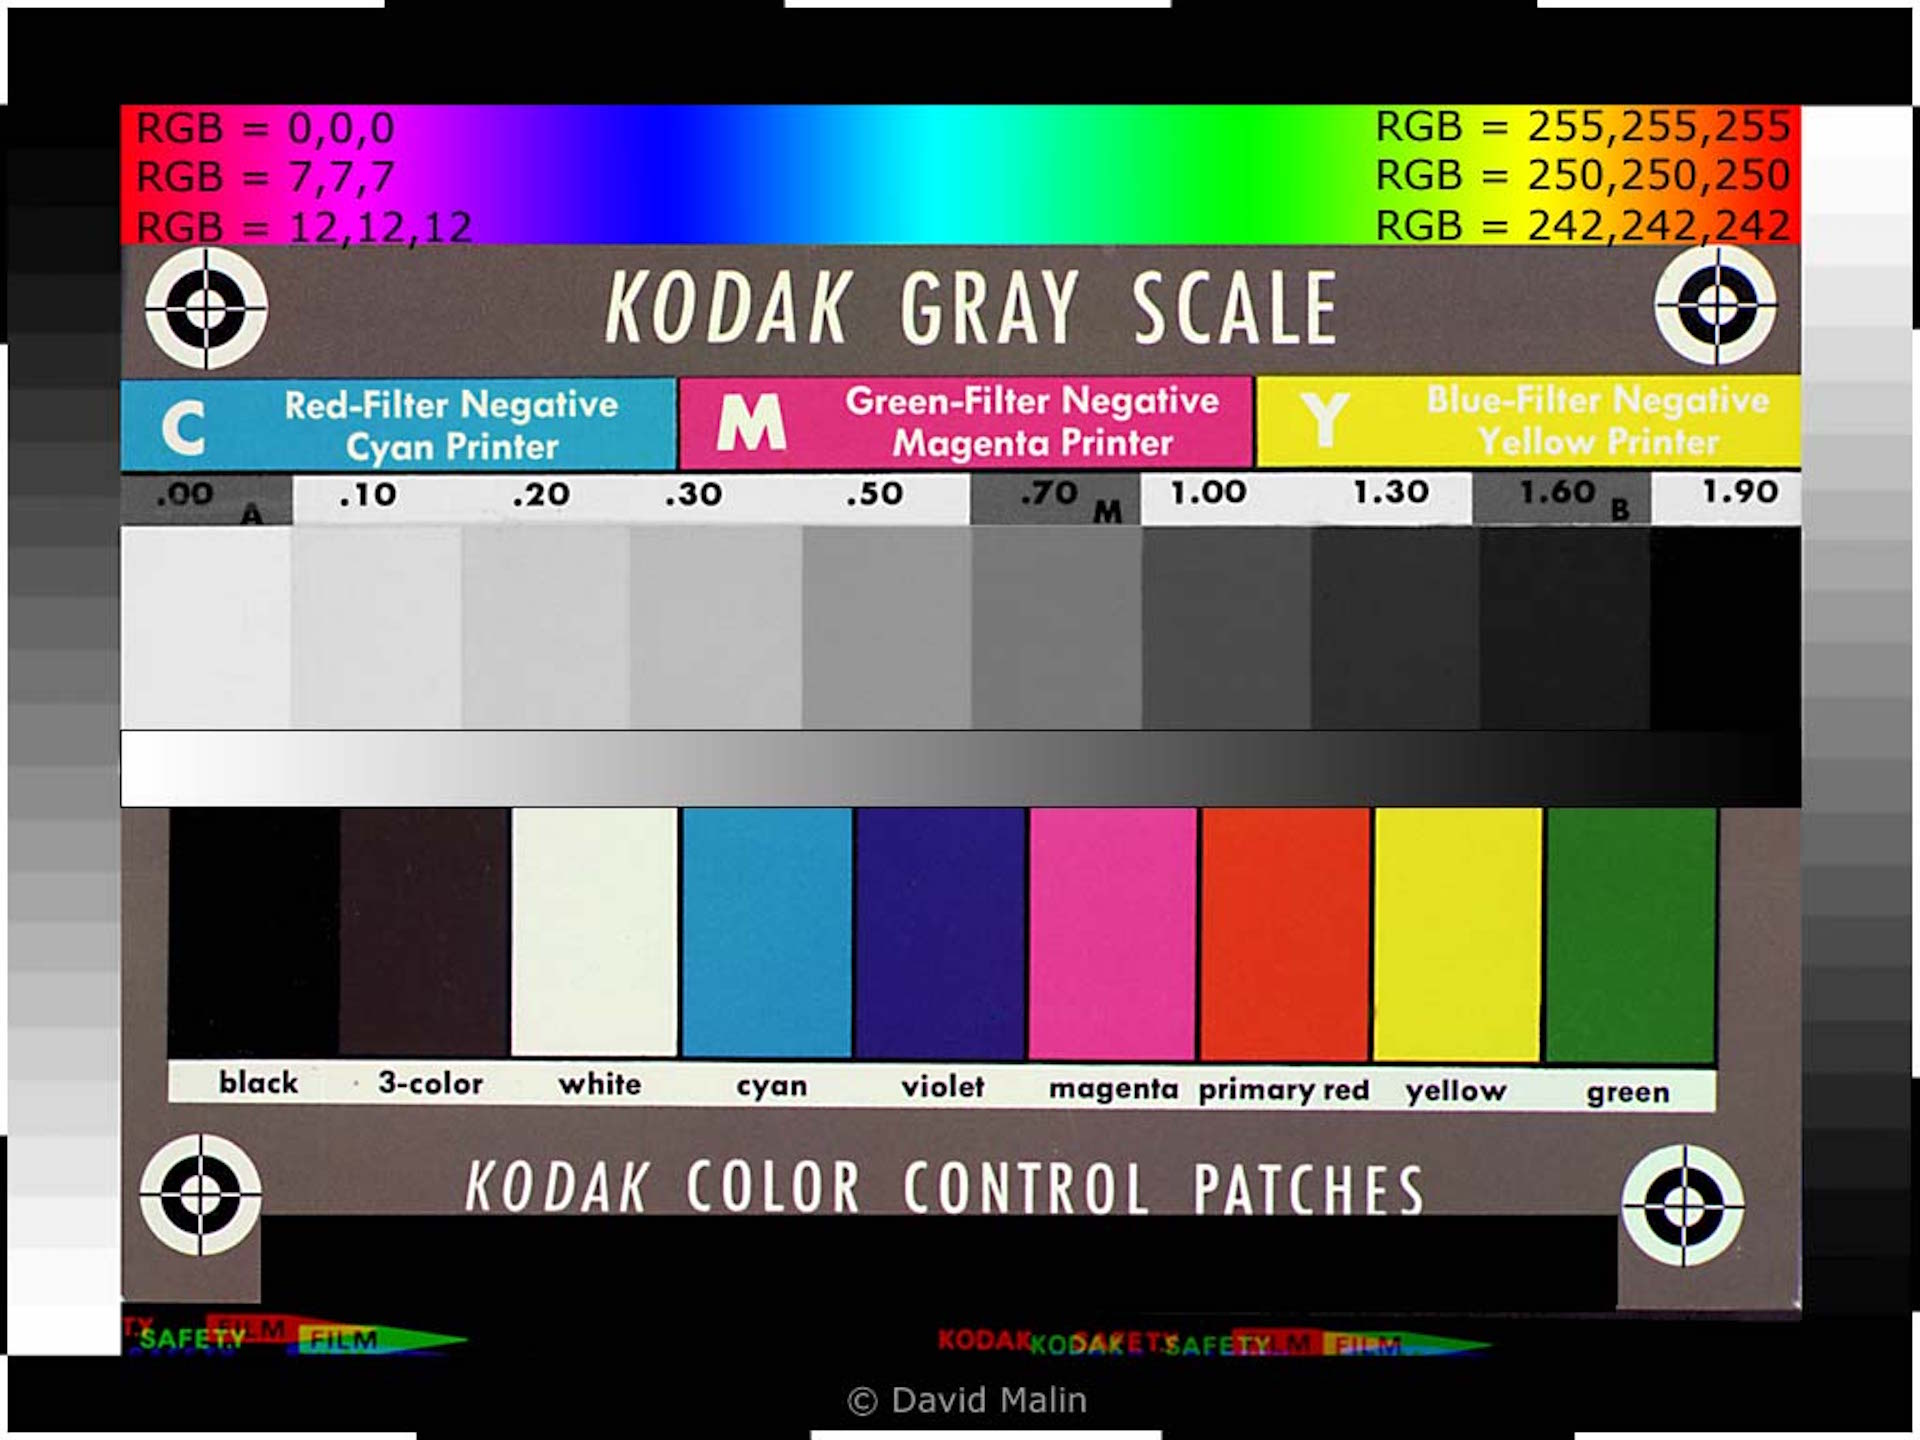 RGB = 0,0,0
RGB = 7,7,7
RGB = 12,12,12
RGB = 255,255,255
RGB = 250,250,250
RGB = 242,242,242
KODAK GRAY SCALE
C Red-Filter Negative
Cyan Printer
M Green-Filter Negative
Magenta Printer
Y Blue-Filter Negative
Yellow Printer
.00 A .10 .20 .30 .50 .70 M 1.00 1.30 1.60 B 1.90
black 3-color white cyan violet magenta primary red yellow green
KODAK COLOR CONTROL PATCHES
TY FILM KODAK SAFETY FILM
SAFETY FILM KODAK SAFETY FILM
© David Malin